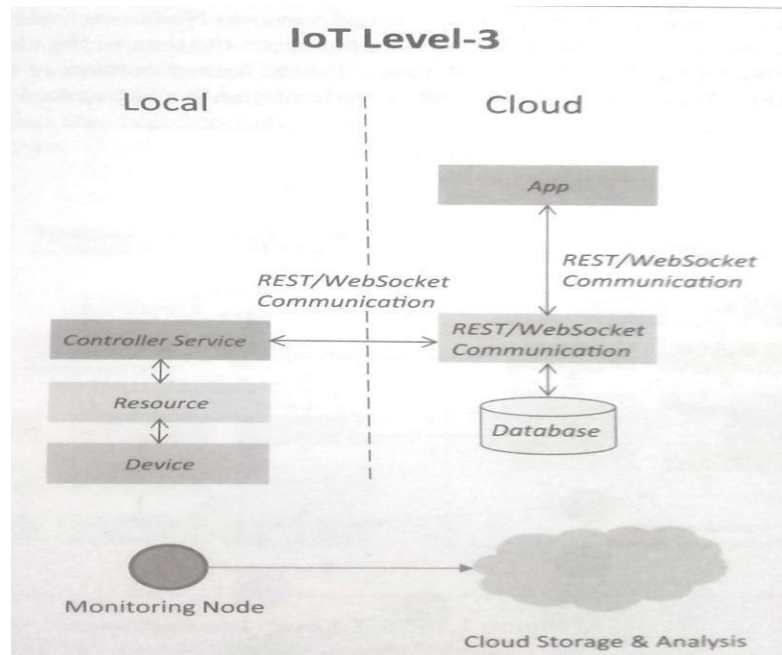 IoT Level-3
Local
Cloud
App
REST/WebSocket
Communication
REST/WebSocket
Communication
Controller Service
REST/WebSocket
Communication
Resource
Database
Device
Monitoring Node
Cloud Storage & Analysis